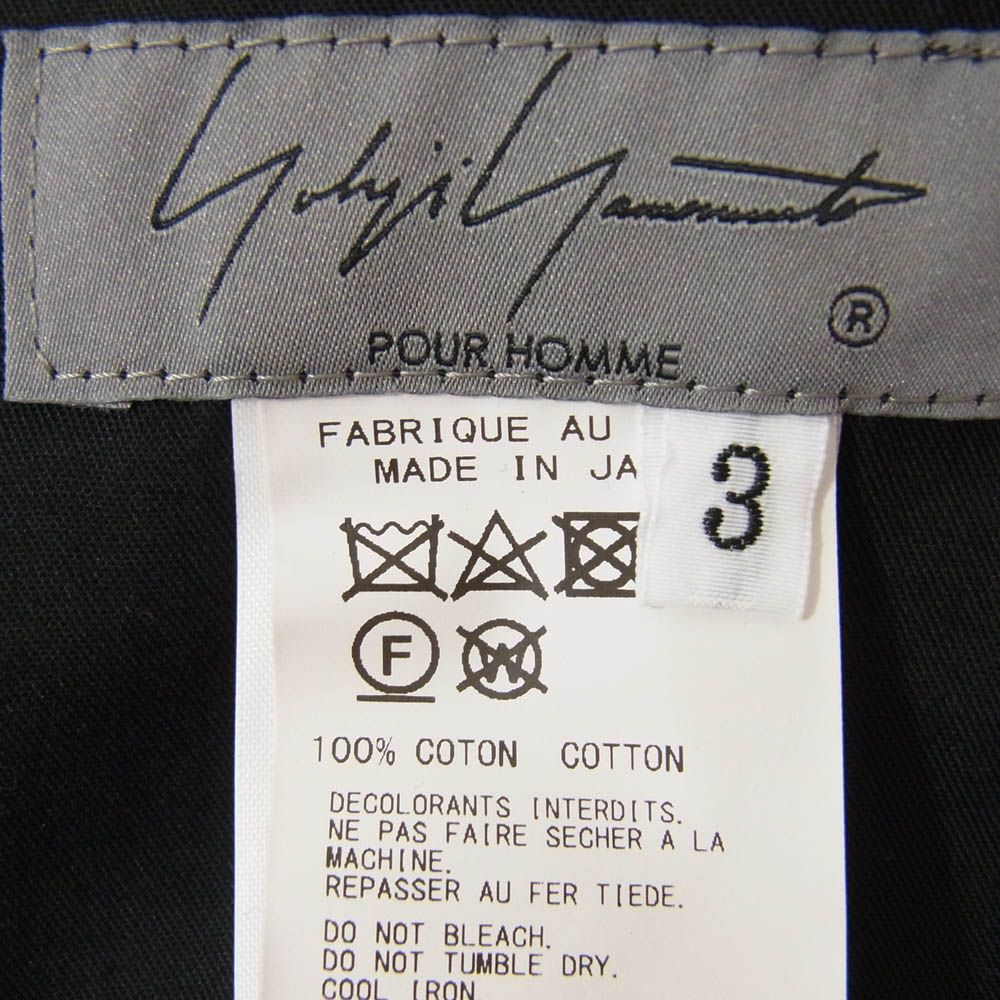 Yohji Yamamoto
®
POUR HOMME
FABRIQUE AU
MADE IN JA
3
F
W
100% COTON COTTON
DECOLORANTS INTERDITS.
NE PAS FAIRE SECHER A LA
MACHINE.
REPASSER AU FER TIEDE.
DO NOT BLEACH.
DO NOT TUMBLE DRY.
COOL IRON.